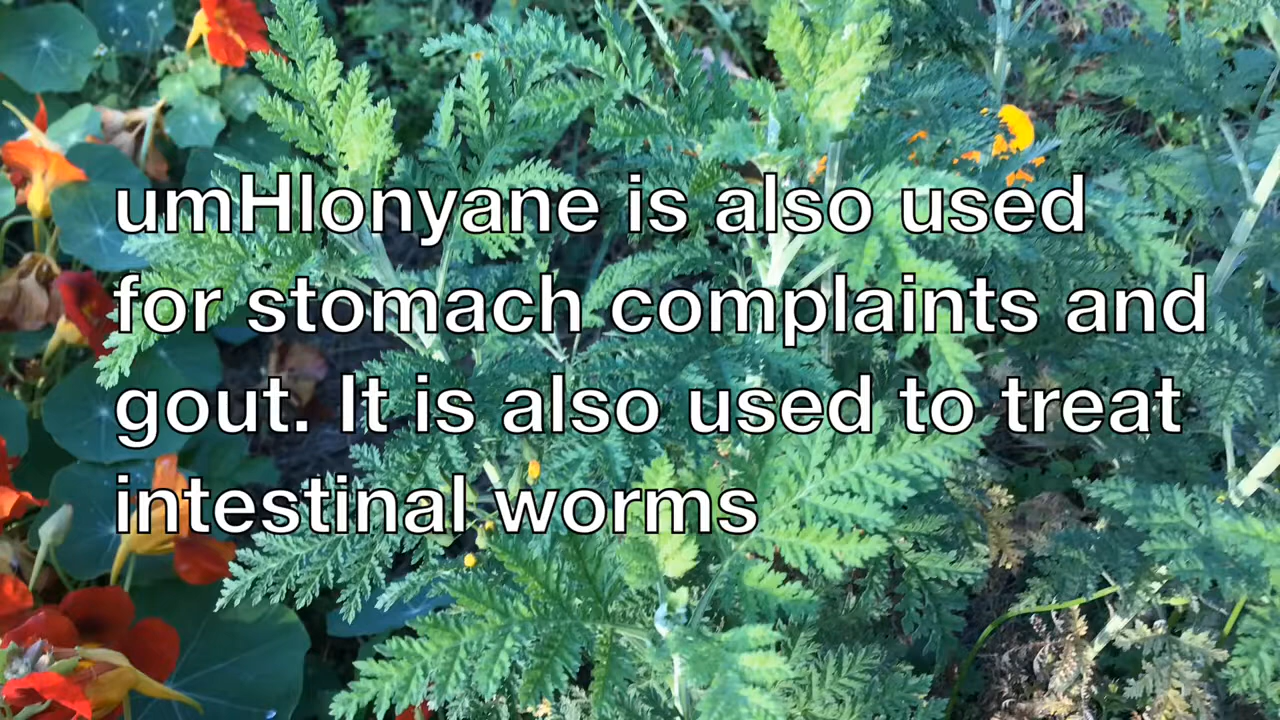 umHlonyane is also used
for stomach complaints and
gout. It is also used to treat
intestinal worms